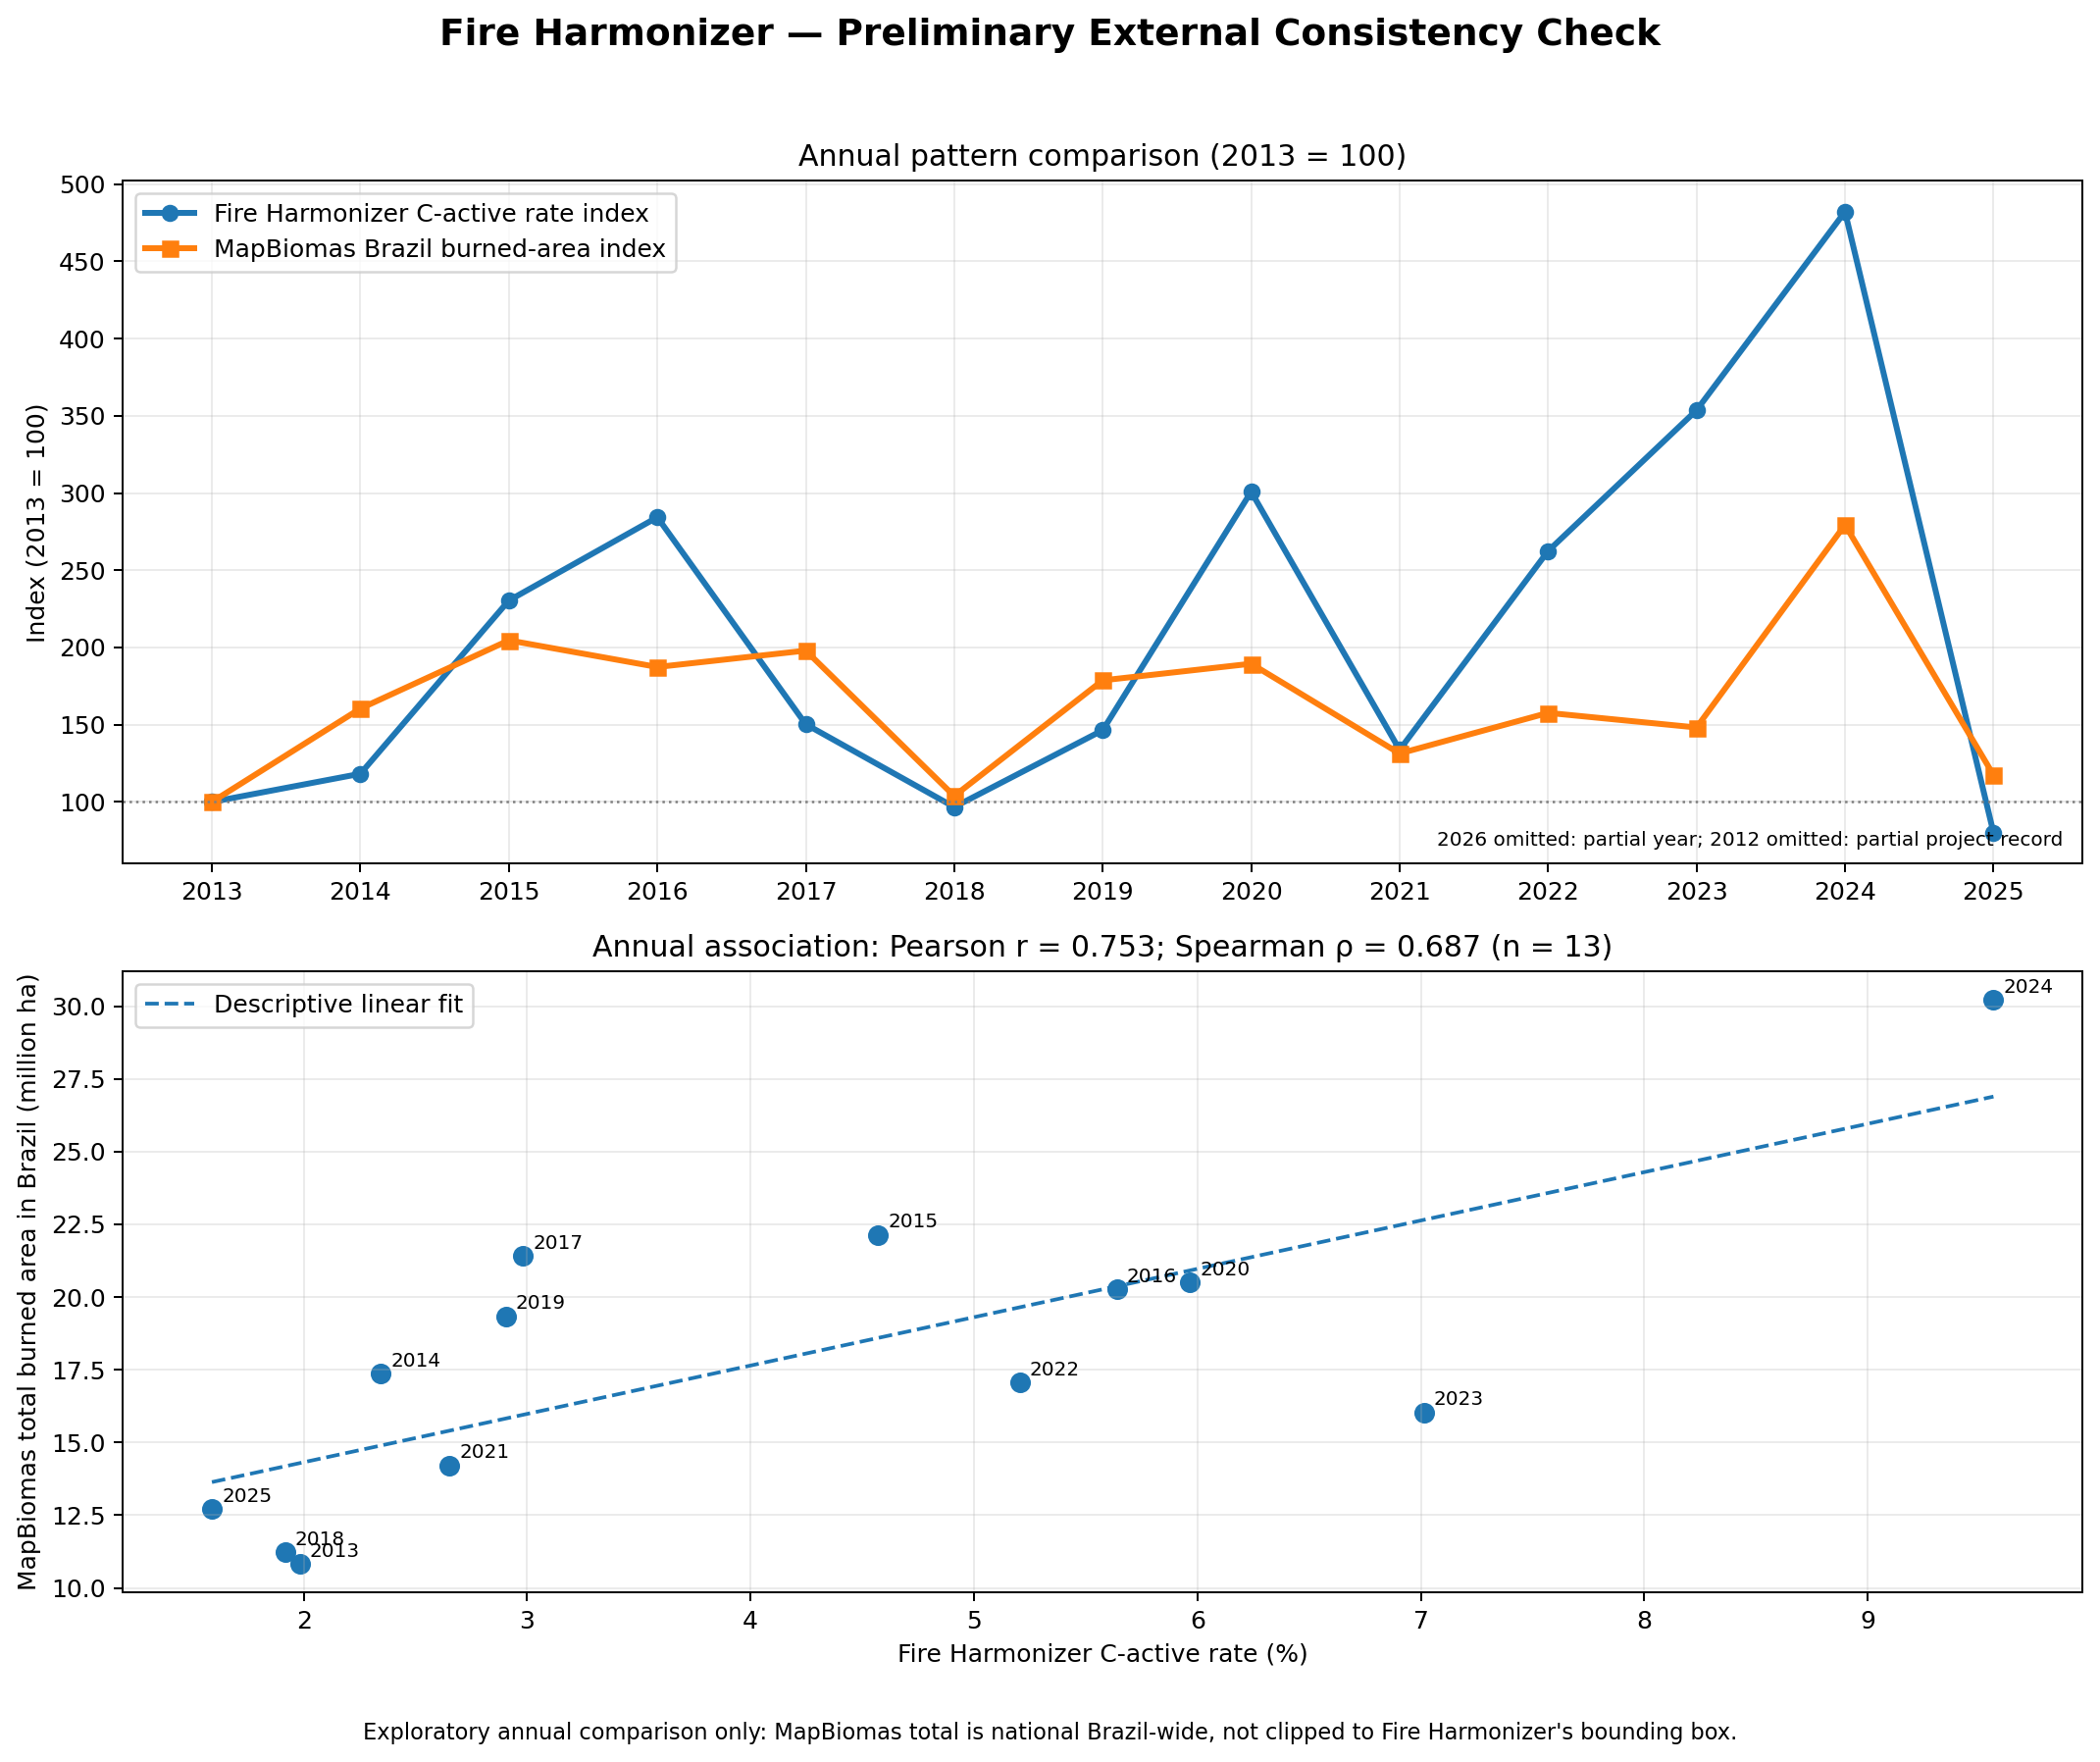 Fire Harmonizer — Preliminary External Consistency Check
Annual pattern comparison (2013 = 100)
Fire Harmonizer C-active rate index
MapBiomas Brazil burned-area index
Index (2013 = 100)
500
450
400
350
300
250
200
150
100
2026 omitted: partial year; 2012 omitted: partial project record
2013 2014 2015 2016 2017 2018 2019 2020 2021 2022 2023 2024 2025
Annual association: Pearson r = 0.753; Spearman ρ = 0.687 (n = 13)
Descriptive linear fit
MapBiomas total burned area in Brazil (million ha)
30.0
27.5
25.0
22.5
20.0
17.5
15.0
12.5
10.0
2024
2015
2017
2016
2020
2019
2014
2022
2023
2021
2025
2018
2013
2 3 4 5 6 7 8 9
Fire Harmonizer C-active rate (%)
Exploratory annual comparison only: MapBiomas total is national Brazil-wide, not clipped to Fire Harmonizer's bounding box.